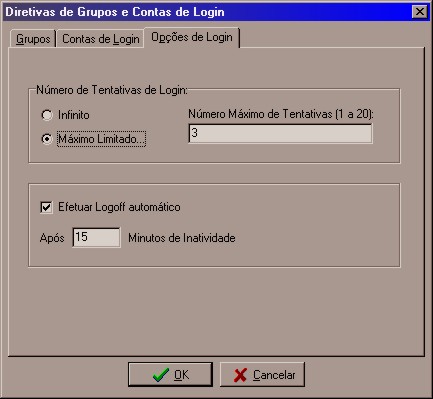 Diretivas de Grupos e Contas de Login
Grupos
Contas de Login
Opções de Login
Número de Tentativas de Login:
Infinito
Número Máximo de Tentativas (1 a 20):
Máximo Limitado...
3
Efetuar Logoff automático
Após 15 Minutos de Inatividade
OK
Cancelar